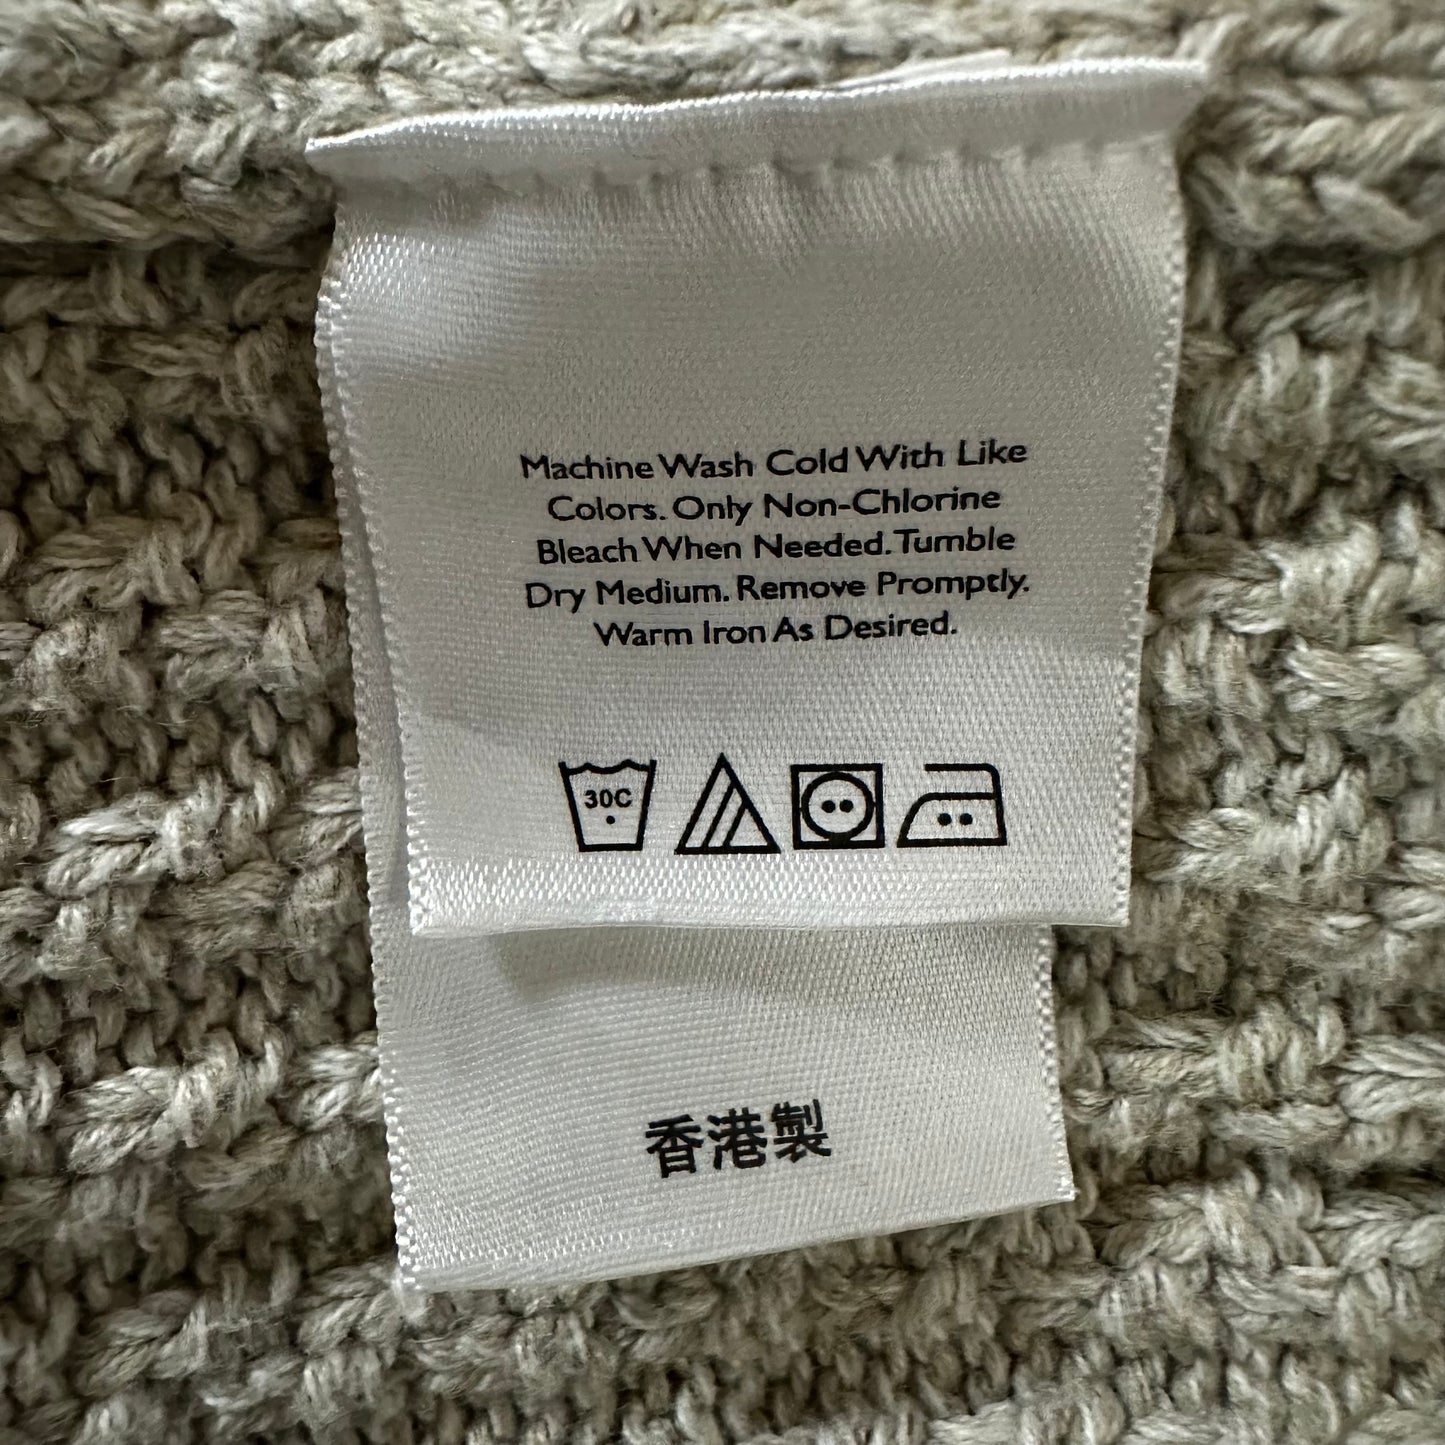 Machine Wash Cold With Like
Colors. Only Non-Chlorine
Bleach When Needed. Tumble
Dry Medium. Remove Promptly.
Warm Iron As Desired.
30C
香港製